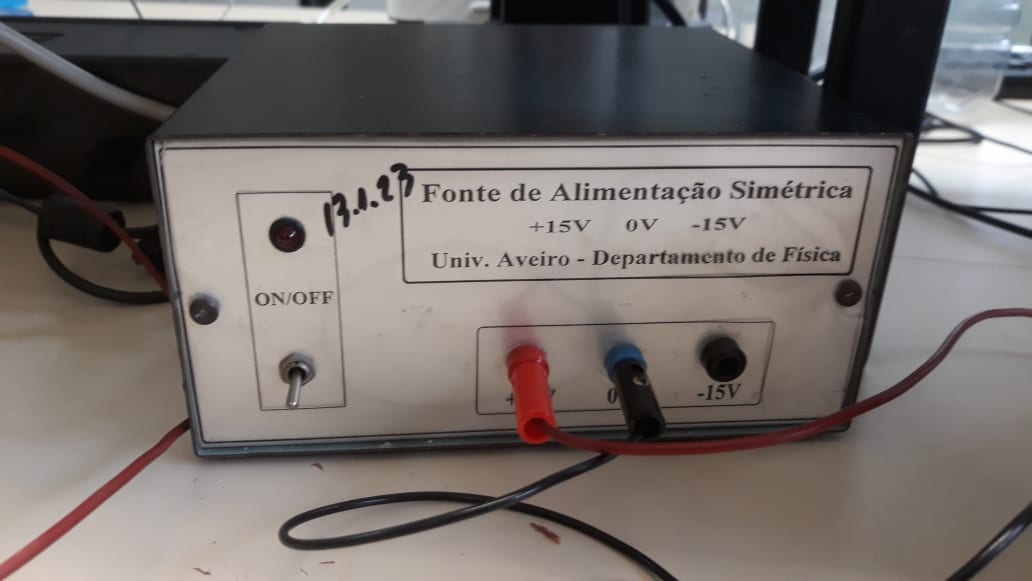 13.1.23
Fonte de Alimentação Simétrica
+15V 0V -15V
Univ. Aveiro - Departamento de Física
ON/OFF
-15V